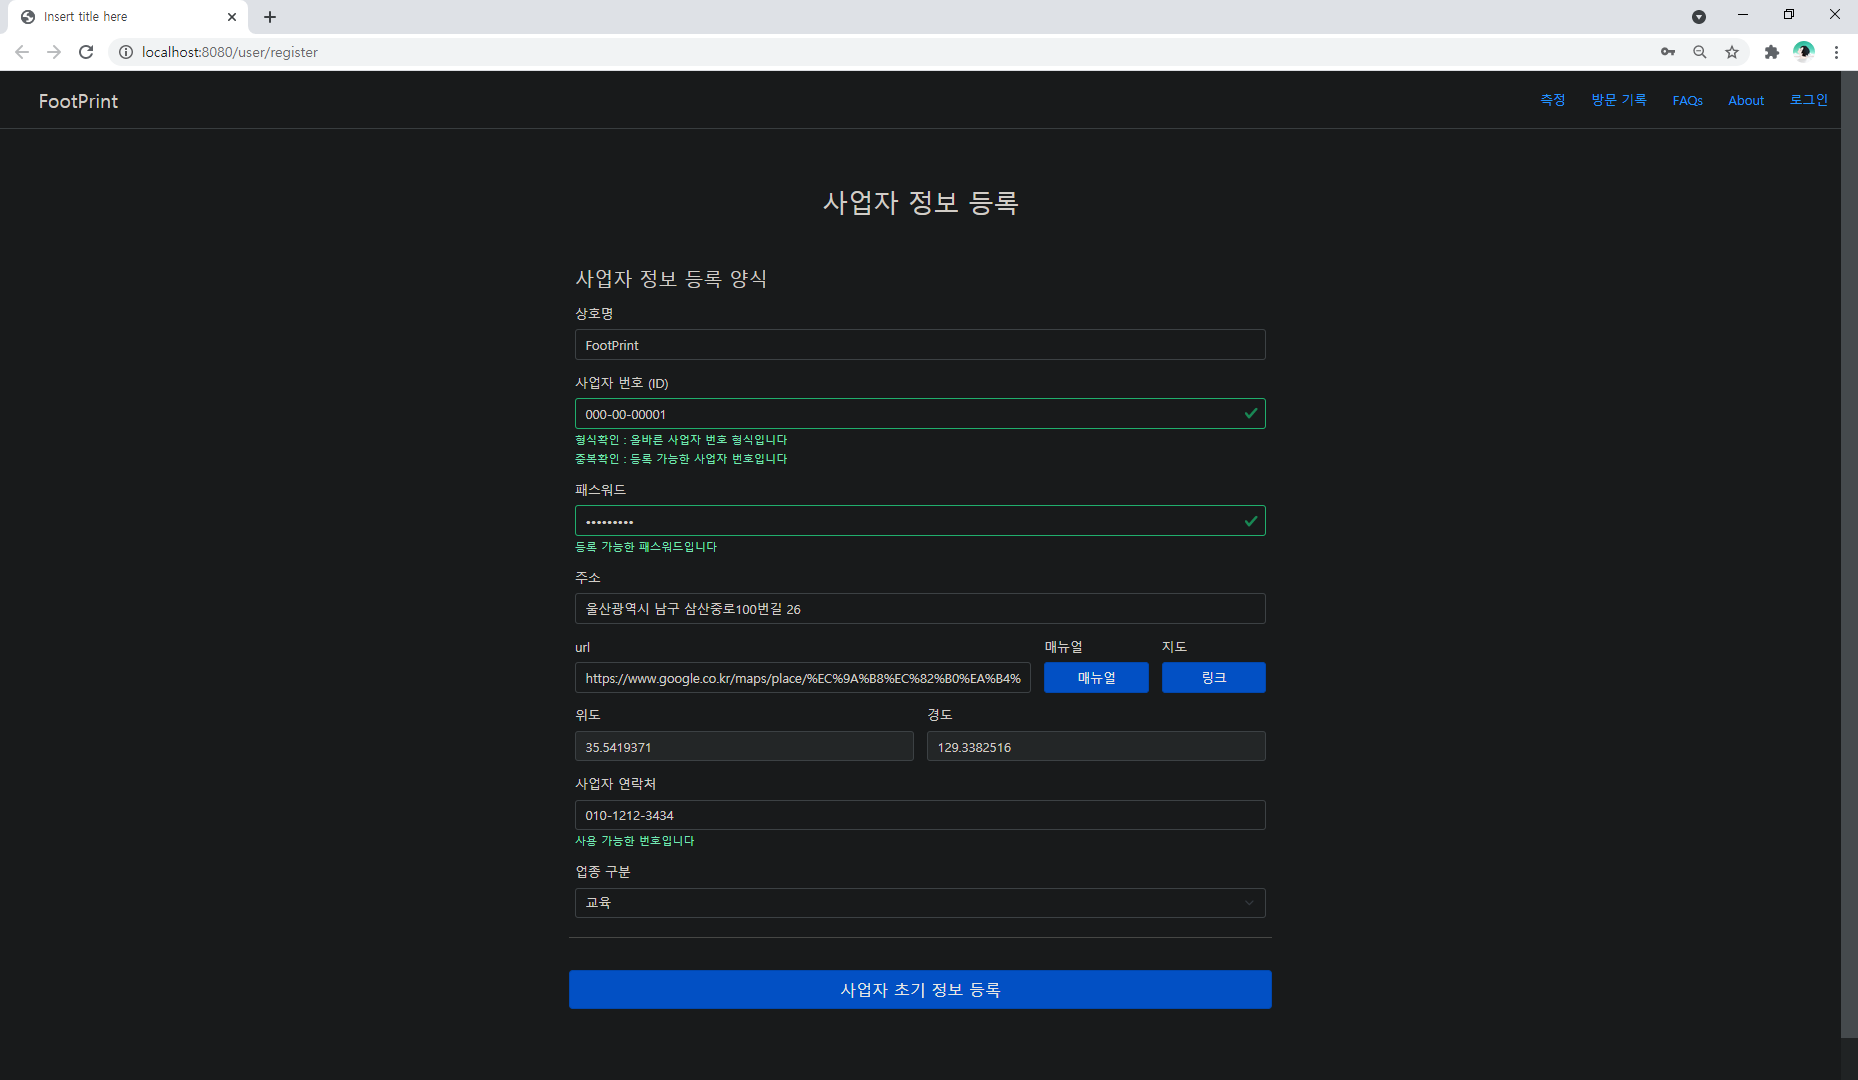 Insert title here
localhost:8080/user/register
FootPrint
측정 방문 기록 FAQs About 로그인
사업자 정보 등록
사업자 정보 등록 양식
상호명
FootPrint
사업자 번호 (ID)
000-00-00001
형식확인 : 올바른 사업자 번호 형식입니다
중복확인 : 등록 가능한 사업자 번호입니다
패스워드
•••••••••
등록 가능한 패스워드입니다
주소
울산광역시 남구 삼산중로100번길 26
url 매뉴얼 지도
https://www.google.co.kr/maps/place/%EC%9A%B8%EC%82%B0%EA%B4% 매뉴얼 링크
위도 경도
35.5419371 129.3382516
사업자 연락처
010-1212-3434
사용 가능한 번호입니다
업종 구분
교육
사업자 초기 정보 등록